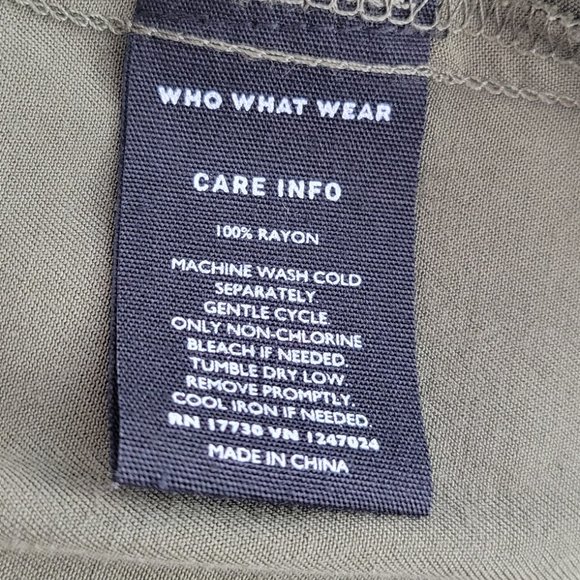 WHO WHAT WEAR
CARE INFO
100% RAYON
MACHINE WASH COLD
SEPARATELY
GENTLE CYCLE
ONLY NON-CHLORINE
BLEACH IF NEEDED.
TUMBLE DRY LOW
REMOVE PROMPTLY.
COOL IRON IF NEEDED.
RN 17730 VN 1247024
MADE IN CHINA